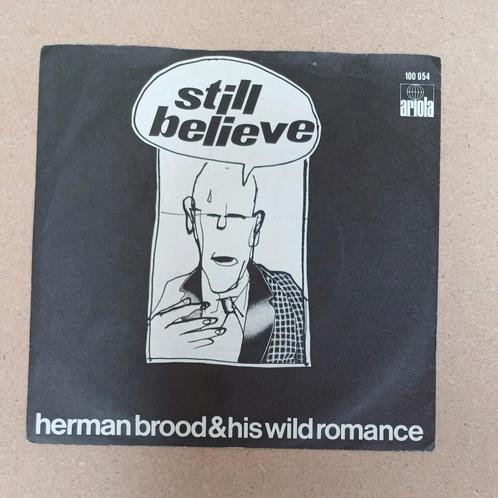 still
believe
100 054
ariola
herman brood & his wild romance